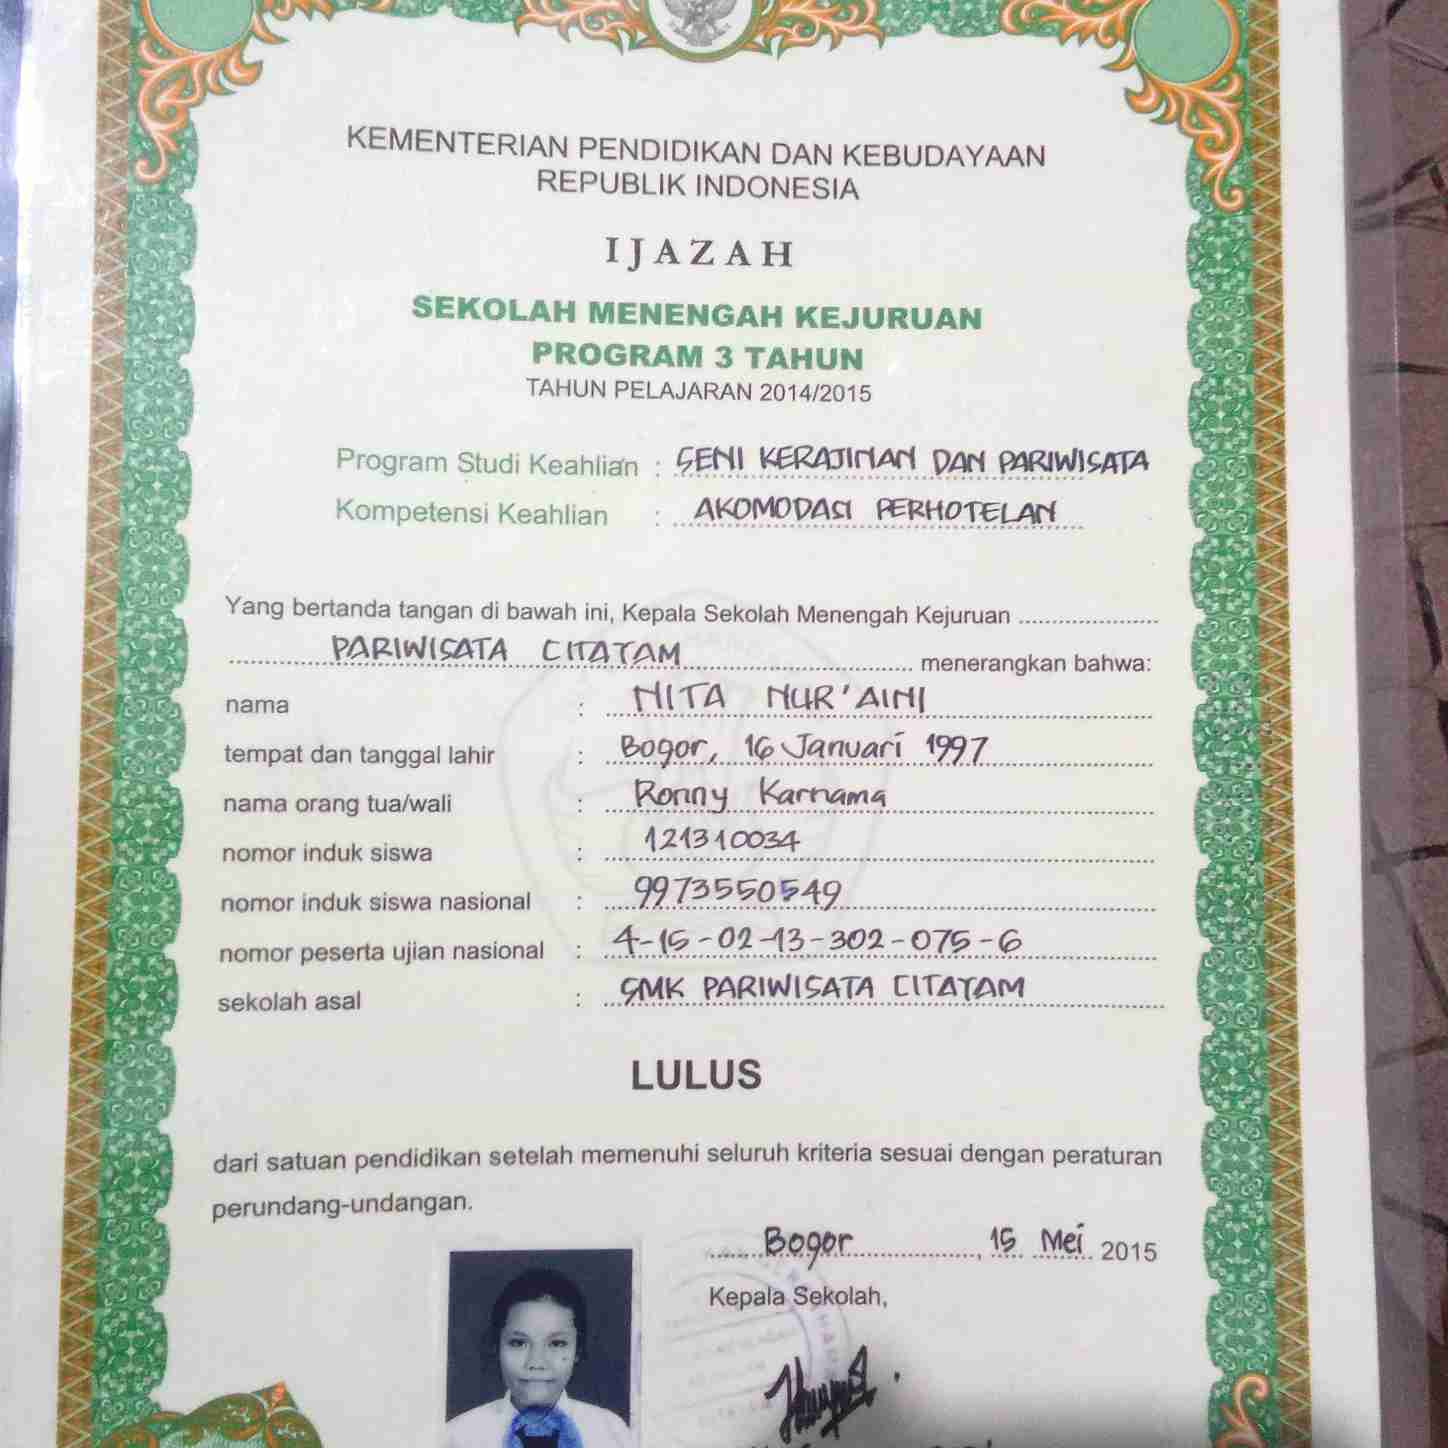 KEMENTERIAN PENDIDIKAN DAN KEBUDAYAAN
REPUBLIK INDONESIA
IJAZAH
SEKOLAH MENENGAH KEJURUAN
PROGRAM 3 TAHUN
TAHUN PELAJARAN 2014/2015
Program Studi Keahlian : SENI KERAJINAN DAN PARIWISATA
Kompetensi Keahlian : AKOMODASI PERHOTELAN
Yang bertanda tangan di bawah ini, Kepala Sekolah Menengah Kejuruan
PARIWISATA CITATAM menerangkan bahwa:
nama : NITA NUR'AINI
tempat dan tanggal lahir : Bogor, 16 Januari 1997
nama orang tua/wali : Ronny Karnama
nomor induk siswa : 121310034
nomor induk siswa nasional : 9973550549
nomor peserta ujian nasional : 4-15-02-13-302-075-6
sekolah asal : SMK PARIWISATA CITATAM
LULUS
dari satuan pendidikan setelah memenuhi seluruh kriteria sesuai dengan peraturan
perundang-undangan.
Bogor, 15 Mei 2015
Kepala Sekolah,